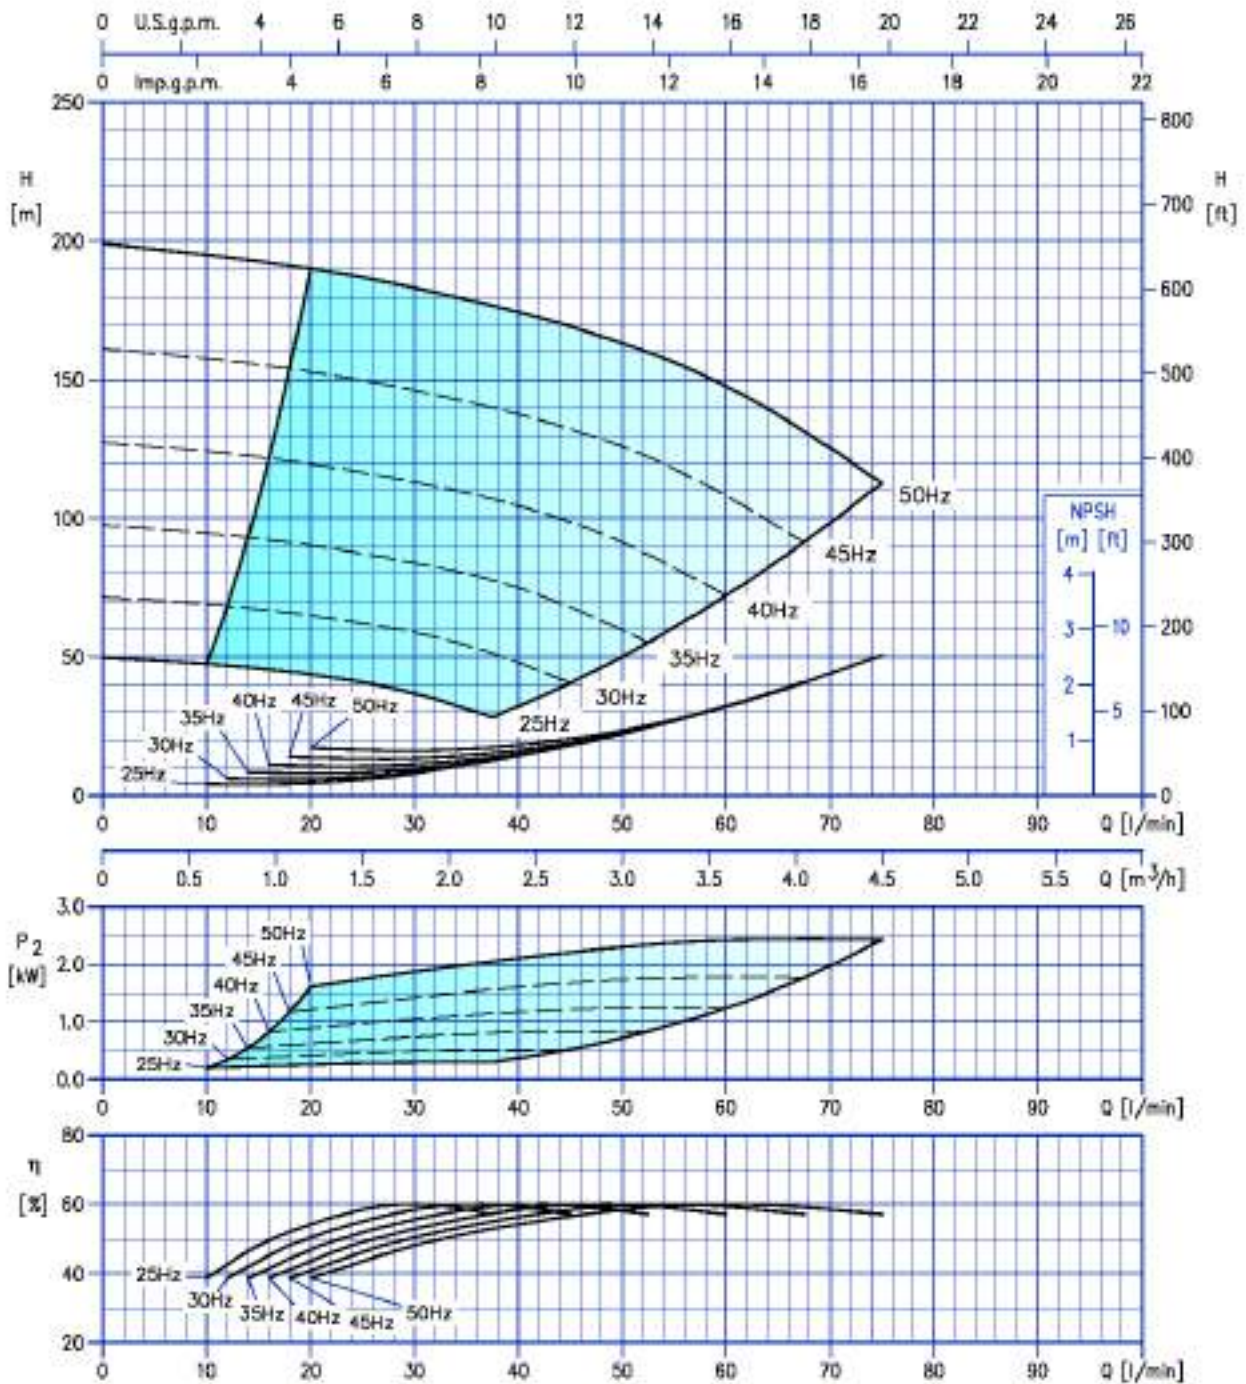 0 U.S.g.p.m. 4 6 8 10 12 14 16 18 20 22 24 26
0 Imp.g.p.m. 4 6 8 10 12 14 16 18 20 22
250
800
H
[m]
H
[ft]
700
200
600
150
500
400
100
50Hz
NPSH
[m] [ft]
300
45Hz
4
40Hz
3
10
200
50
35Hz
30Hz
2
40Hz
45Hz
50Hz
25Hz
5
100
35Hz
30Hz
1
25Hz
0
0
0 10 20 30 40 50 60 70 80 90 Q [l/min]
0 0.5 1.0 1.5 2.0 2.5 3.0 3.5 4.0 4.5 5.0 5.5 Q [m³/h]
3.0
P2
[kW]
50Hz
2.0
45Hz
40Hz
35Hz
1.0
30Hz
25Hz
0.0
0 10 20 30 40 50 60 70 80 90 Q [l/min]
80
η
[%]
60
40
25Hz
30Hz
35Hz
40Hz
45Hz
50Hz
20
0 10 20 30 40 50 60 70 80 90 Q [l/min]